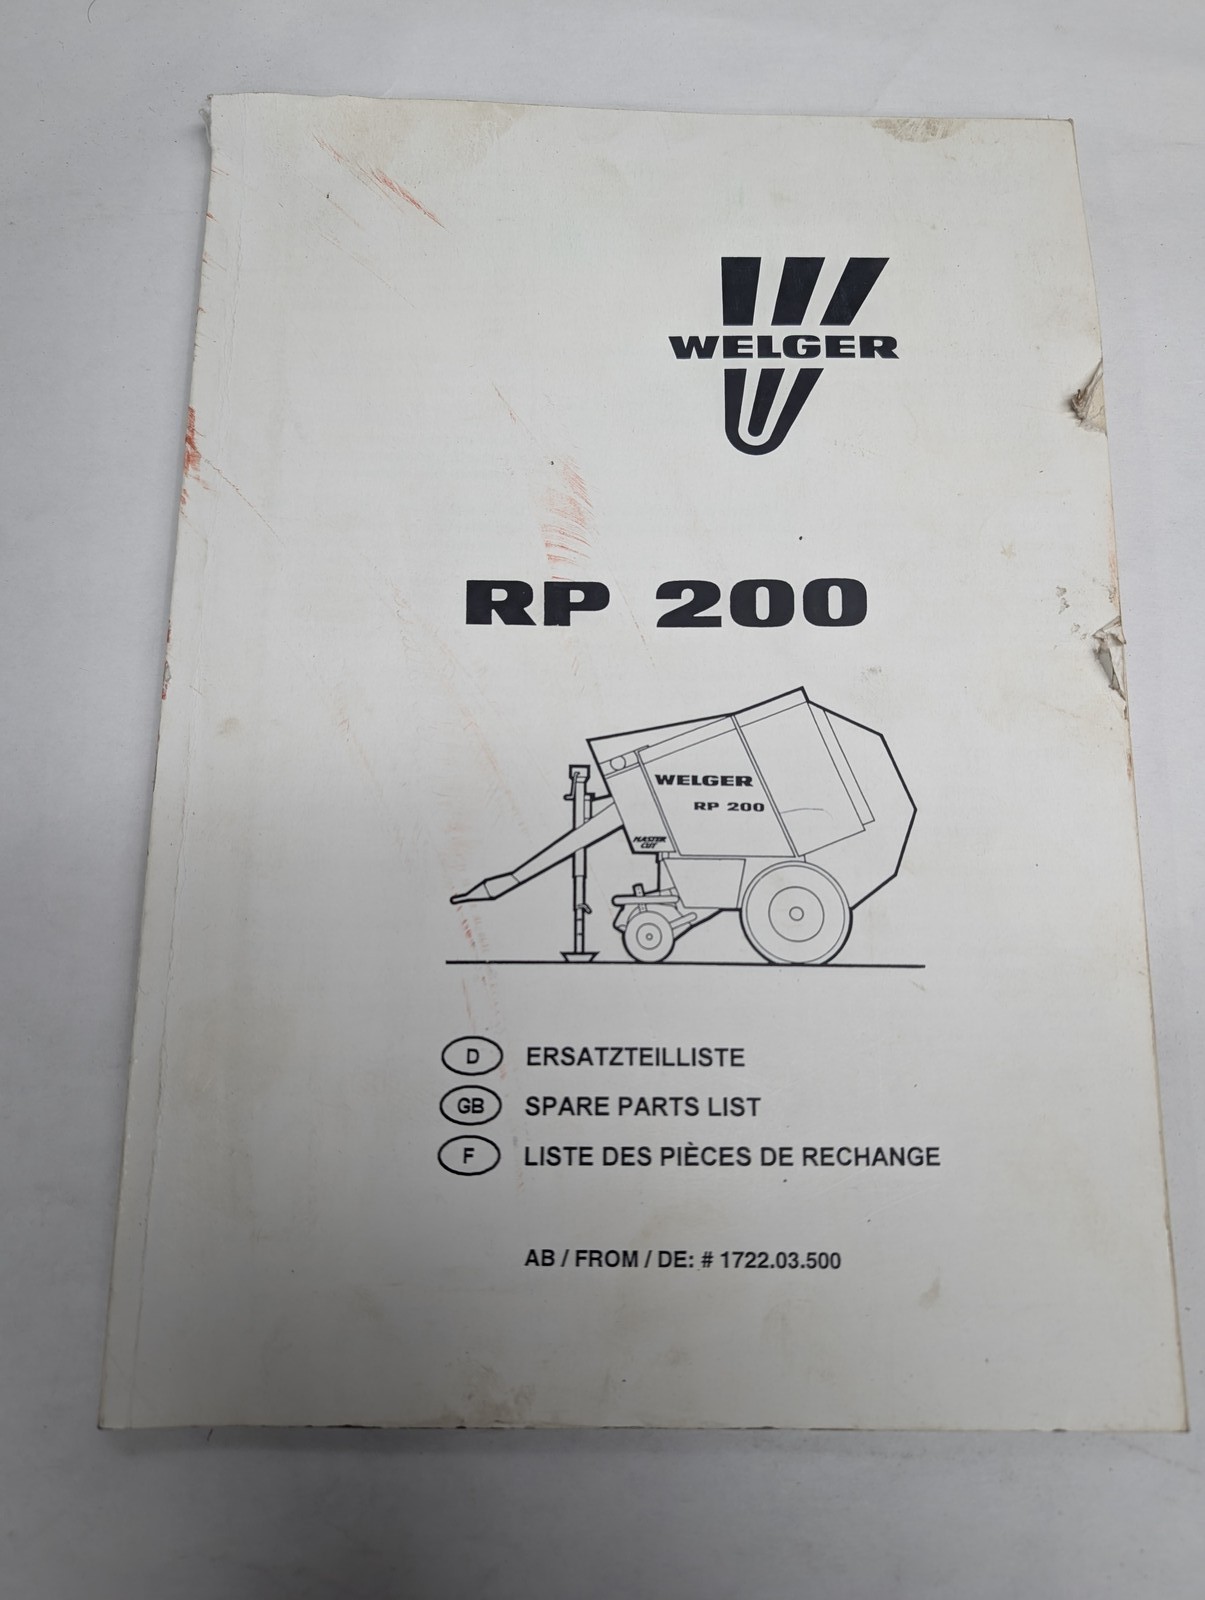 WELGER
RP 200
WELGER
RP 200
MASTER
CUT
D ERSATZTEILLISTE
GB SPARE PARTS LIST
F LISTE DES PIÈCES DE RECHANGE
AB / FROM / DE: # 1722.03.500